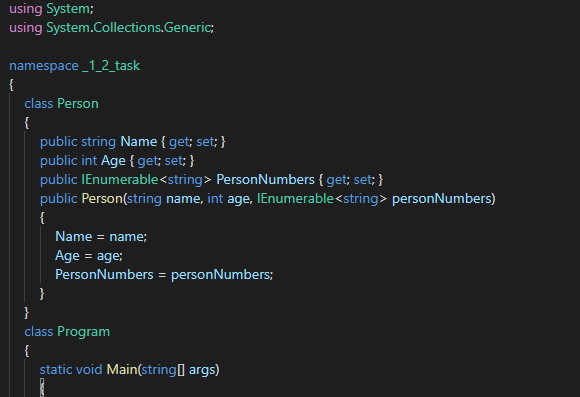 using System;
using System.Collections.Generic;
namespace _1_2_task
{
class Person
{
public string Name { get; set; }
public int Age { get; set; }
public IEnumerable<string> PersonNumbers { get; set; }
public Person(string name, int age, IEnumerable<string> personNumbers)
{
Name = name;
Age = age;
PersonNumbers = personNumbers;
}
}
class Program
{
static void Main(string[] args)
{